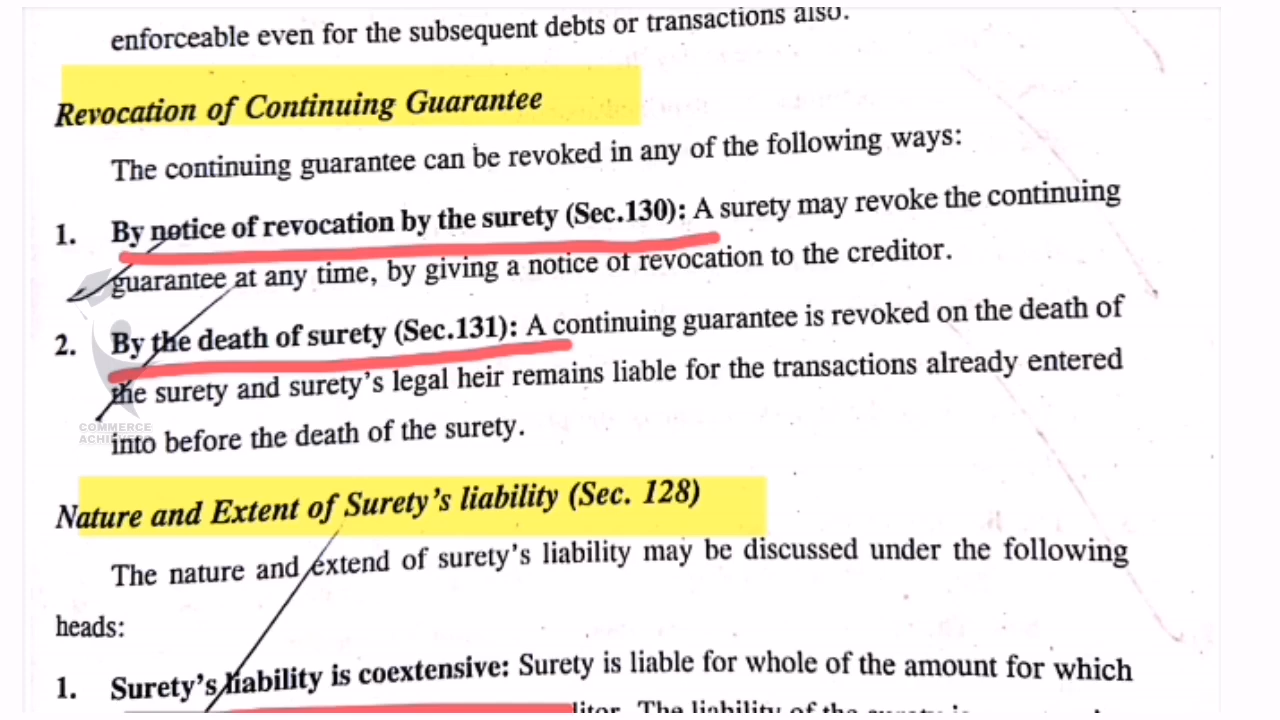 enforceable even for the subsequent debts or transactions also.
Revocation of Continuing Guarantee
The continuing guarantee can be revoked in any of the following ways:
1. By notice of revocation by the surety (Sec.130): A surety may revoke the continuing
guarantee at any time, by giving a notice of revocation to the creditor.
2. By the death of surety (Sec.131): A continuing guarantee is revoked on the death of
the surety and surety's legal heir remains liable for the transactions already entered
into before the death of the surety.
COMMERCE
ACHIEVERS
Nature and Extent of Surety's liability (Sec. 128)
The nature and extend of surety's liability may be discussed under the following
heads:
1. Surety's liability is coextensive: Surety is liable for whole of the amount for which
The liability of the